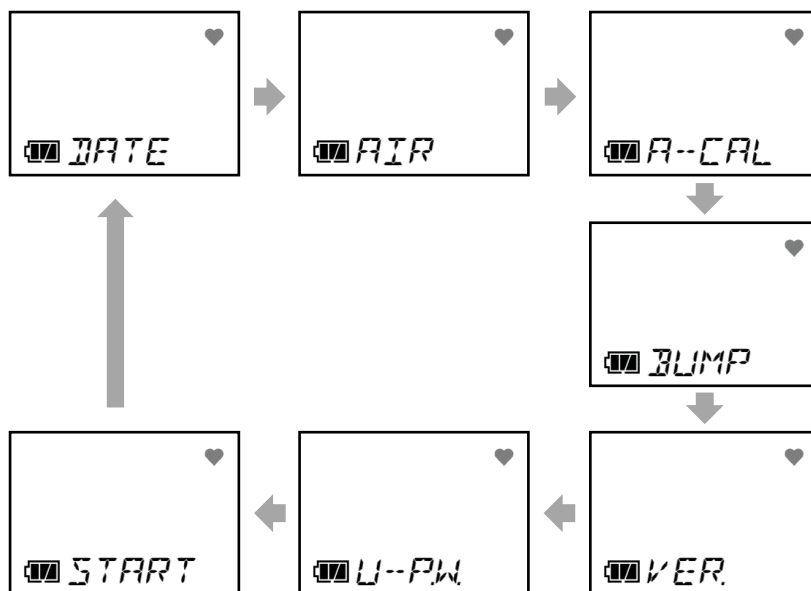 DATE
AIR
A--CAL
BUMP
VER.
U--P.W.
START